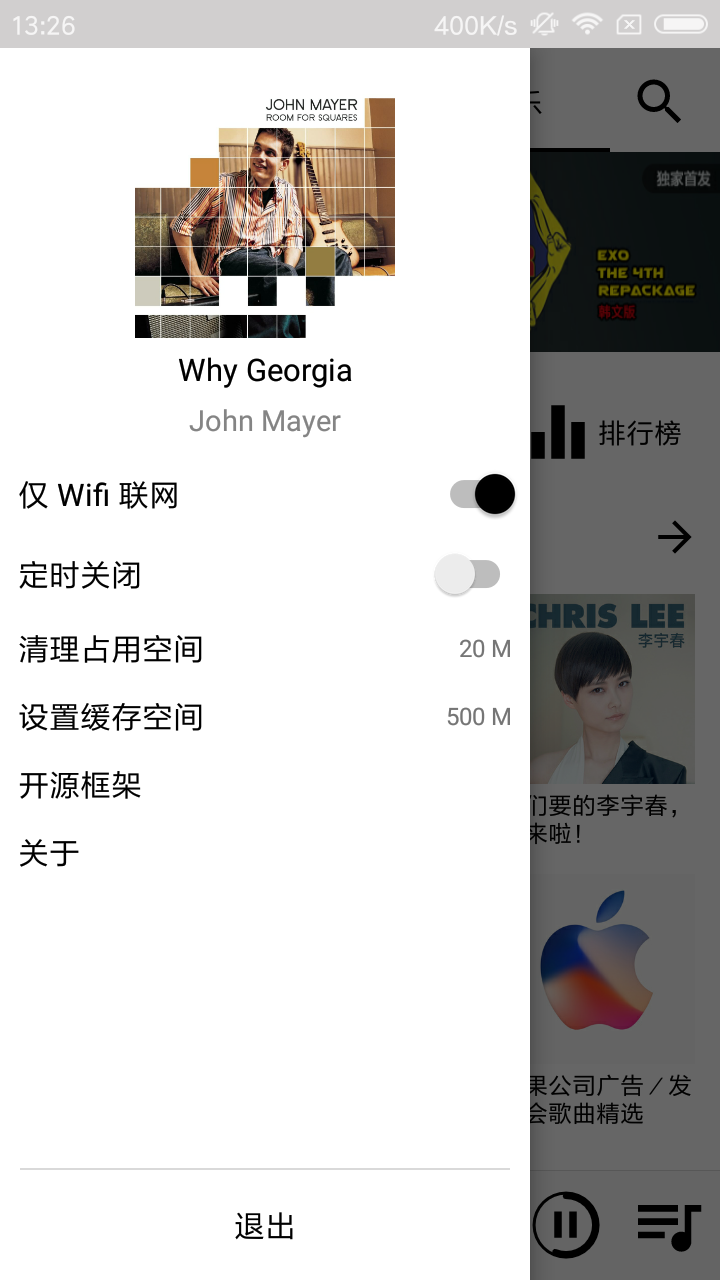 13:26
400K/s
JOHN MAYER
ROOM FOR SQUARES
Why Georgia
John Mayer
仅 Wifi 联网
定时关闭
清理占用空间
20 M
设置缓存空间
500 M
开源框架
关于
退出
乐
独家首发
EXO
THE 4TH
REPACKAGE
韩文版
排行榜
CHRIS LEE
李宇春
们要的李宇春，
来啦！
果公司广告／发
会歌曲精选